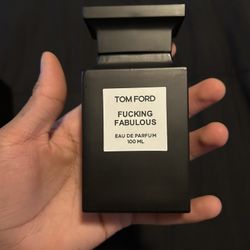 TOM FORD
FUCKING
FABULOUS
EAU DE PARFUM
100 ML